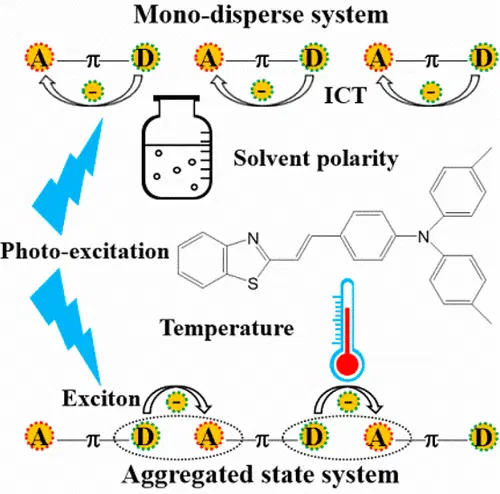 Mono-disperse system
A π D A π D A π D
- - -
ICT
Solvent polarity
N
N
S
Photo-excitation
Temperature
Exciton
- -
A π D A π D A π D
Aggregated state system